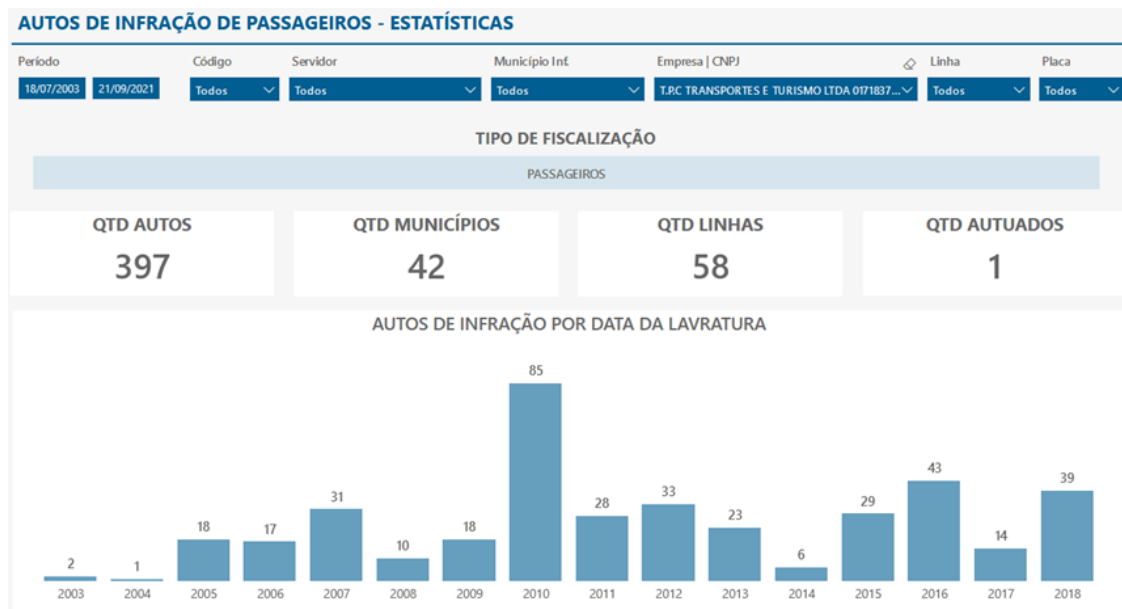 AUTOS DE INFRAÇÃO DE PASSAGEIROS - ESTATÍSTICAS
Período Código Servidor Município Inf. Empresa | CNPJ Linha Placa
18/07/2003 21/09/2021 Todos Todos Todos T.P.C TRANSPORTES E TURISMO LTDA 0171837... Todos Todos
TIPO DE FISCALIZAÇÃO
PASSAGEIROS
QTD AUTOS QTD MUNICÍPIOS QTD LINHAS QTD AUTUADOS
397 42 58 1
AUTOS DE INFRAÇÃO POR DATA DA LAVRATURA
2 1 18 17 31 10 18 85 28 33 23 6 29 43 14 39
2003 2004 2005 2006 2007 2008 2009 2010 2011 2012 2013 2014 2015 2016 2017 2018